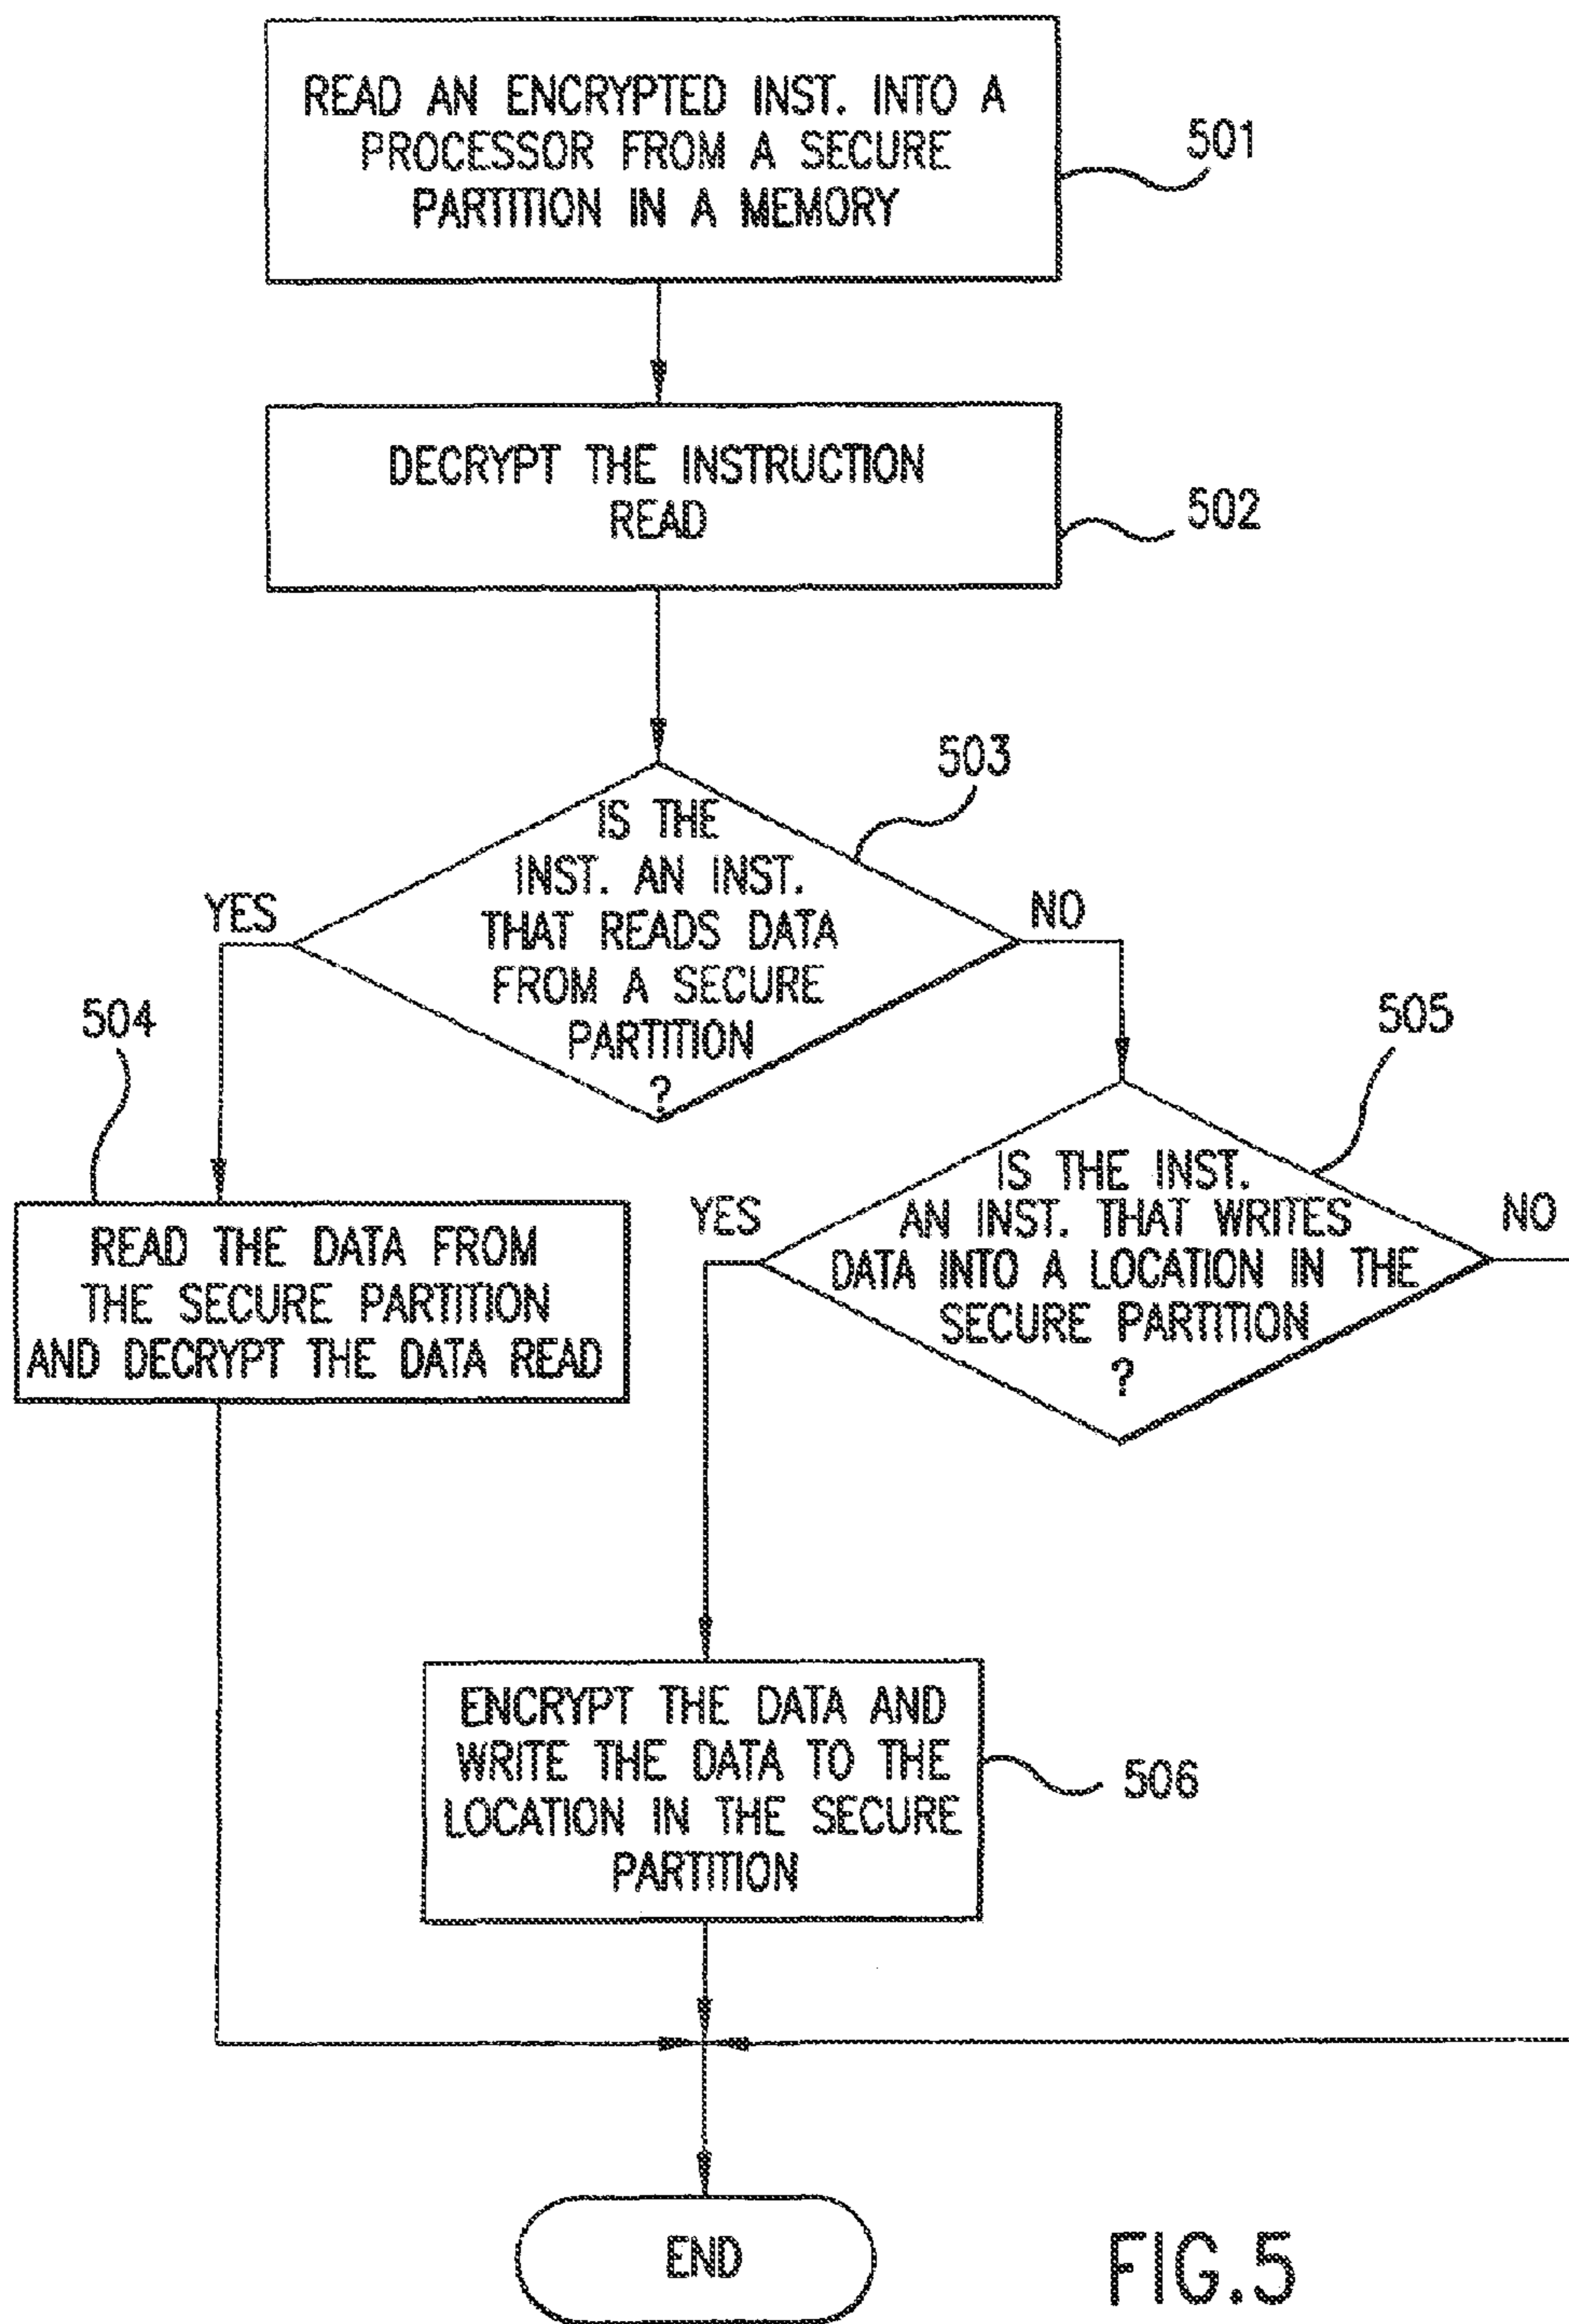 READ AN ENCRYPTED INST. INTO A
PROCESSOR FROM A SECURE
PARTITION IN A MEMORY
501
DECRYPT THE INSTRUCTION
READ
502
503
IS THE
INST. AN INST.
THAT READS DATA
FROM A SECURE
PARTITION
?
YES
NO
504
READ THE DATA FROM
THE SECURE PARTITION
AND DECRYPT THE DATA READ
505
IS THE INST.
AN INST. THAT WRITES
DATA INTO A LOCATION IN THE
SECURE PARTITION
?
YES
NO
ENCRYPT THE DATA AND
WRITE THE DATA TO THE
LOCATION IN THE SECURE
PARTITION
506
END
FIG.5